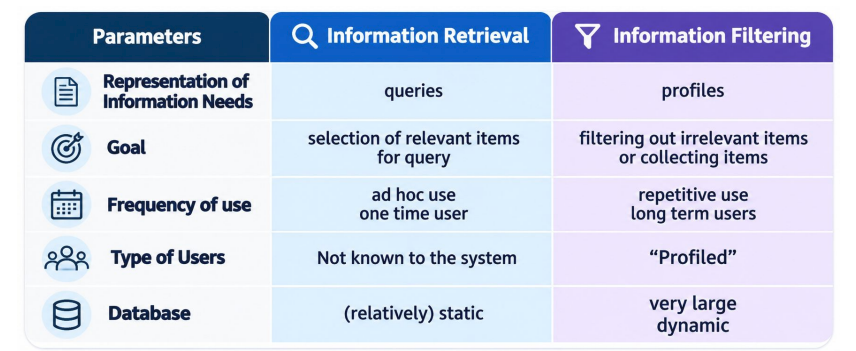 Parameters
Information Retrieval
Information Filtering
Representation of
Information Needs
queries
profiles
Goal
selection of relevant items
for query
filtering out irrelevant items
or collecting items
Frequency of use
ad hoc use
one time user
repetitive use
long term users
Type of Users
Not known to the system
“Profiled”
Database
(relatively) static
very large
dynamic